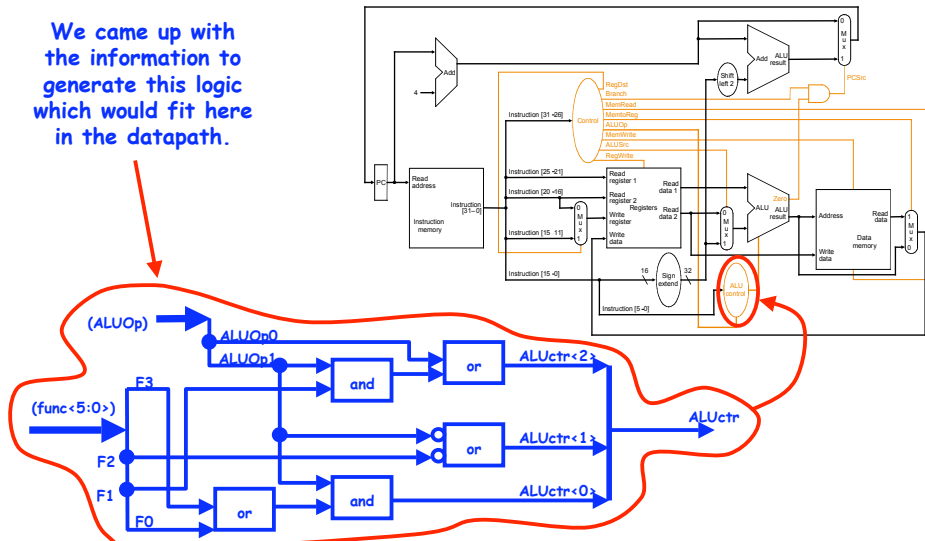 We came up with
the information to
generate this logic
which would fit here
in the datapath.
4
Add
Add
ALU
result
0
M
u
x
1
Shift
left 2
PCSrc
RegDst
Branch
MemRead
MemtoReg
ALUOp
MemWrite
ALUSrc
RegWrite
Control
Instruction [31-26]
PC
Read
address
Instruction
[31-0]
Instruction
memory
Instruction [25-21]
Instruction [20-16]
Instruction [15 11]
Instruction [15-0]
0
M
u
x
1
Read
register 1
Read
register 2
Registers
Write
register
Write
data
Read
data 1
Read
data 2
0
M
u
x
1
Zero
ALU
ALU
result
Address
Read
data
Data
memory
Write
data
1
M
u
x
0
16
Sign
extend
32
Instruction [5-0]
ALU
control
(ALUOp)
ALUOp0
ALUOp1
(func<5:0>)
F3
F2
F1
F0
and
or
or
or
and
ALUctr<2>
ALUctr<1>
ALUctr<0>
ALUctr